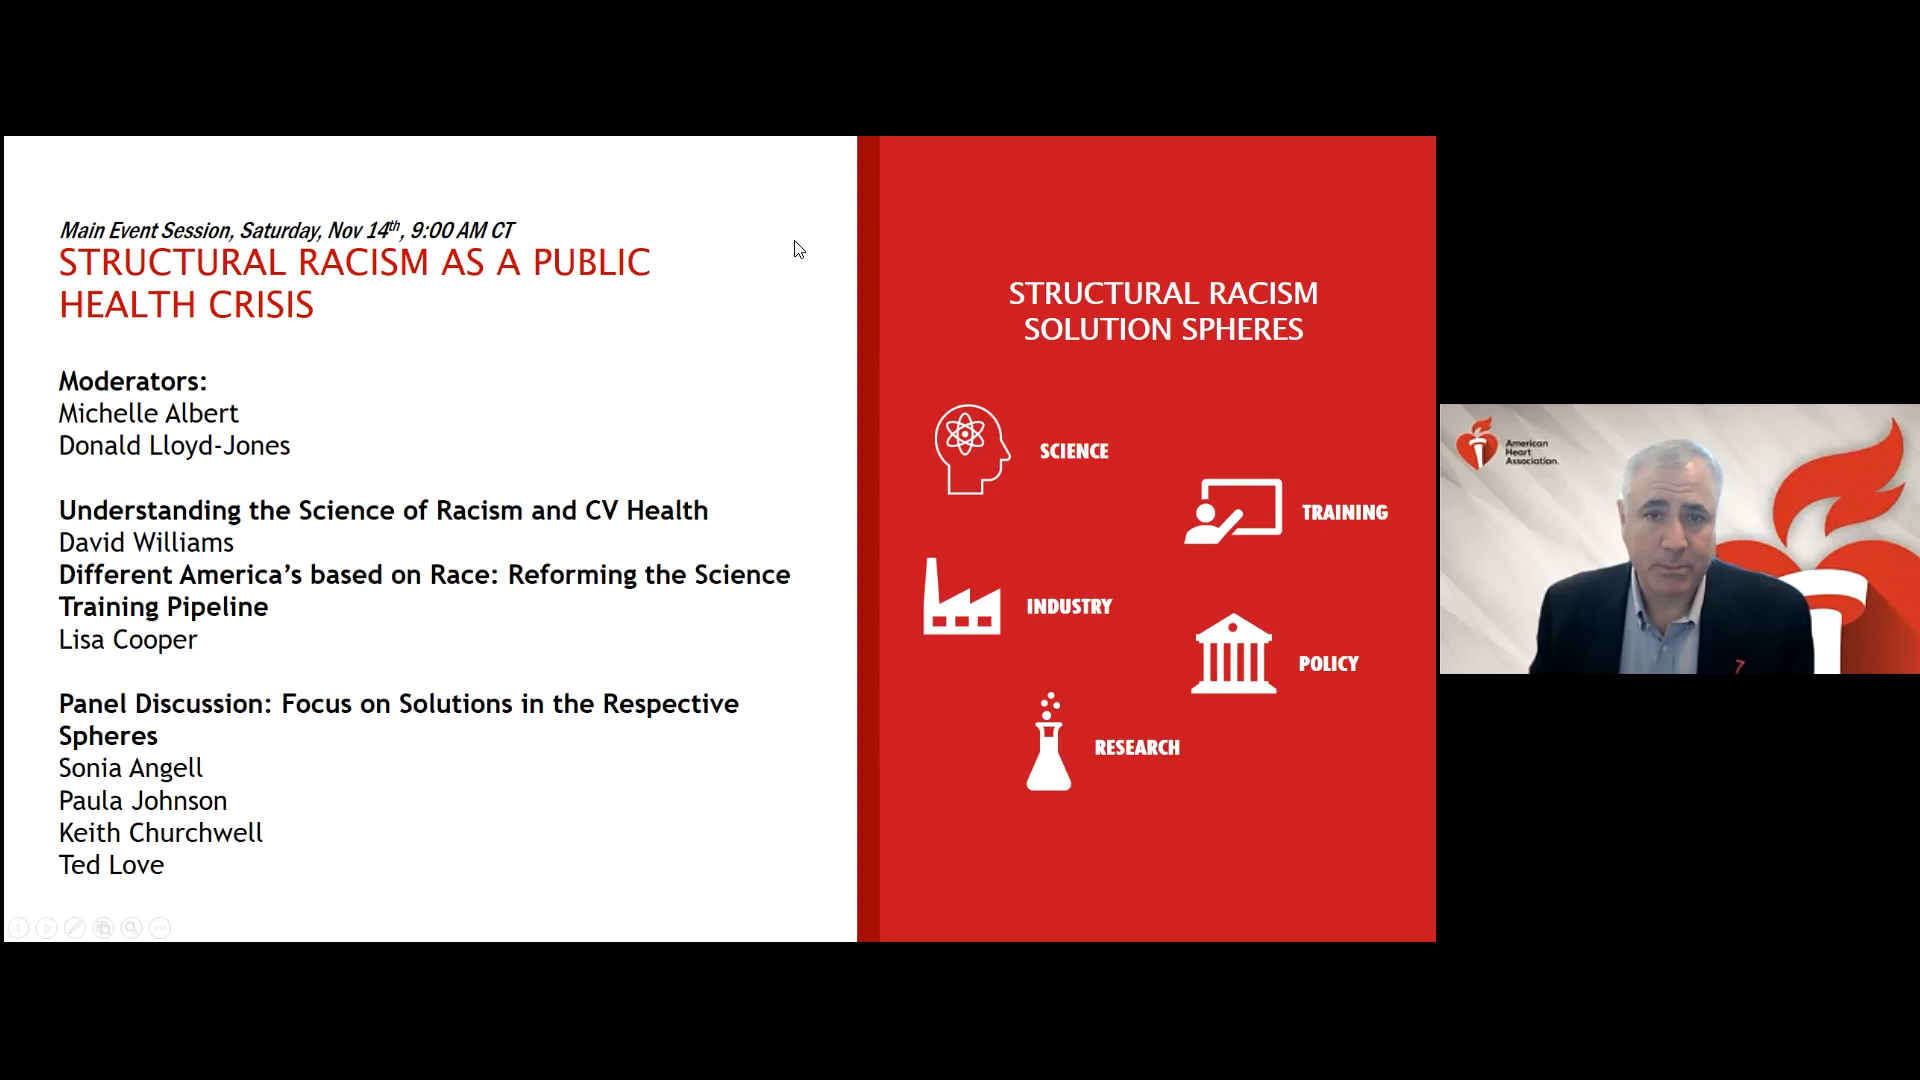 Main Event Session, Saturday, Nov 14th, 9:00 AM CT
STRUCTURAL RACISM AS A PUBLIC
HEALTH CRISIS
Moderators:
Michelle Albert
Donald Lloyd-Jones
Understanding the Science of Racism and CV Health
David Williams
Different America’s based on Race: Reforming the Science
Training Pipeline
Lisa Cooper
Panel Discussion: Focus on Solutions in the Respective
Spheres
Sonia Angell
Paula Johnson
Keith Churchwell
Ted Love
STRUCTURAL RACISM
SOLUTION SPHERES
SCIENCE
TRAINING
INDUSTRY
POLICY
RESEARCH
American
Heart
Association.